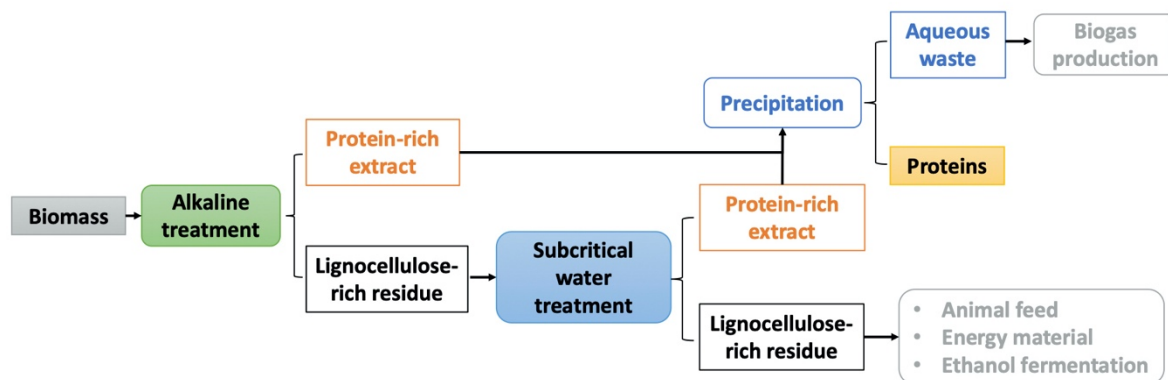 Biomass
Alkaline
treatment
Protein-rich
extract
Lignocellulose-
rich residue
Subcritical
water
treatment
Protein-rich
extract
Lignocellulose-
rich residue
Precipitation
Aqueous
waste
Proteins
Biogas
production
• Animal feed
• Energy material
• Ethanol fermentation